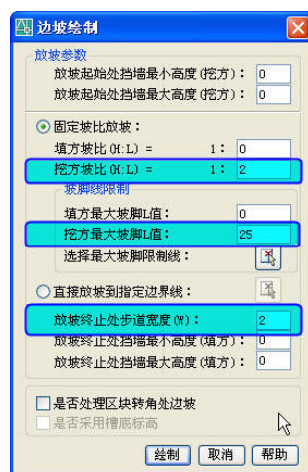 边坡绘制
放坡参数
放坡起始处挡墙最小高度(挖方): 0
放坡起始处挡墙最大高度(挖方): 0
固定坡比放坡:
填方坡比(H:L) = 1: 0
挖方坡比(H:L) = 1: 2
坡脚线限制
填方最大坡脚L值: 0
挖方最大坡脚L值: 25
选择最大坡脚限制线:
直接放坡到指定边界线:
放坡终止处步道宽度(W): 2
放坡终止处挡墙最小高度(填方): 0
放坡终止处挡墙最大高度(填方): 0
是否处理区块转角处边坡
是否采用槽底标高
绘制 取消 帮助